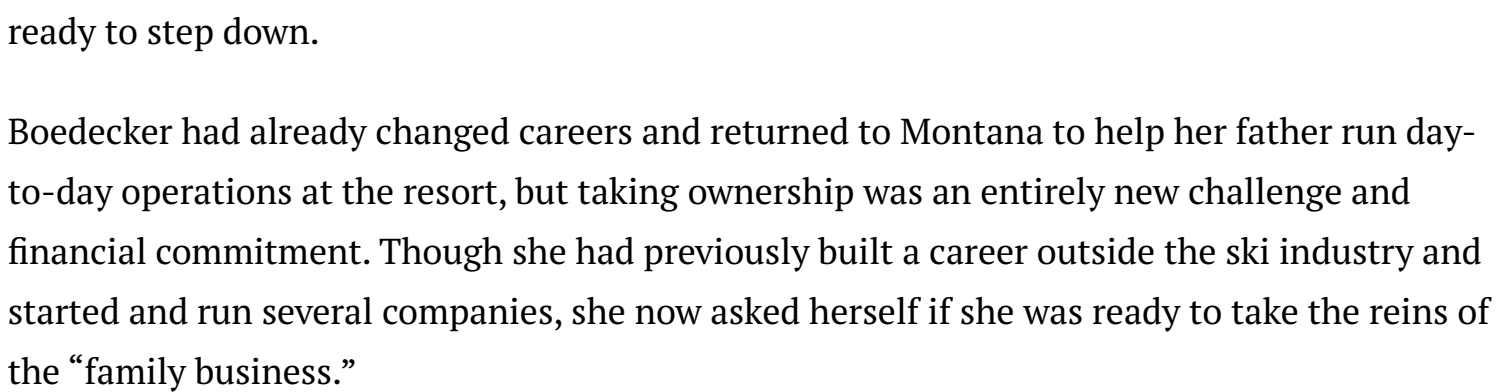 ready to step down.
Boedecker had already changed careers and returned to Montana to help her father run day-
to-day operations at the resort, but taking ownership was an entirely new challenge and
financial commitment. Though she had previously built a career outside the ski industry and
started and run several companies, she now asked herself if she was ready to take the reins of
the “family business.”